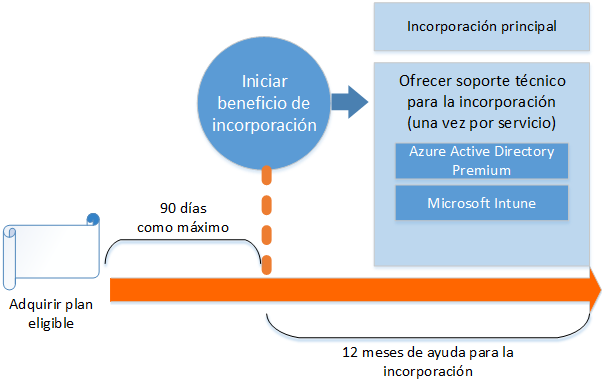 Incorporación principal
Iniciar
beneficio de
incorporación
Ofrecer soporte técnico
para la incorporación
(una vez por servicio)
Azure Active Directory
Premium
Microsoft Intune
90 días
como máximo
Adquirir plan
eligible
12 meses de ayuda para la
incorporación